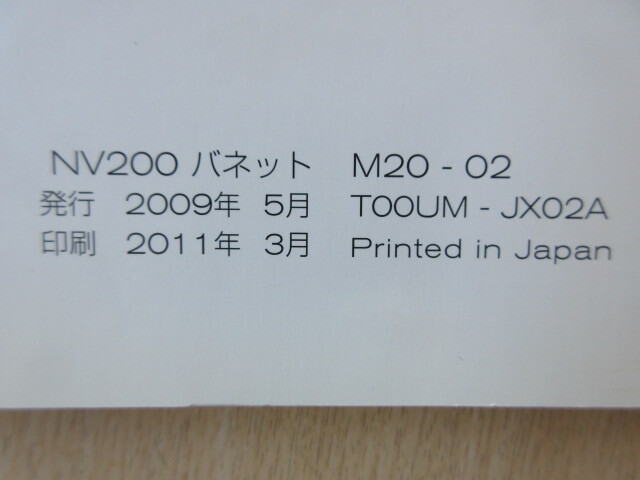 NV200 バネット M20 - 02
発行 2009年 5月 T00UM - JX02A
印刷 2011年 3月 Printed in Japan